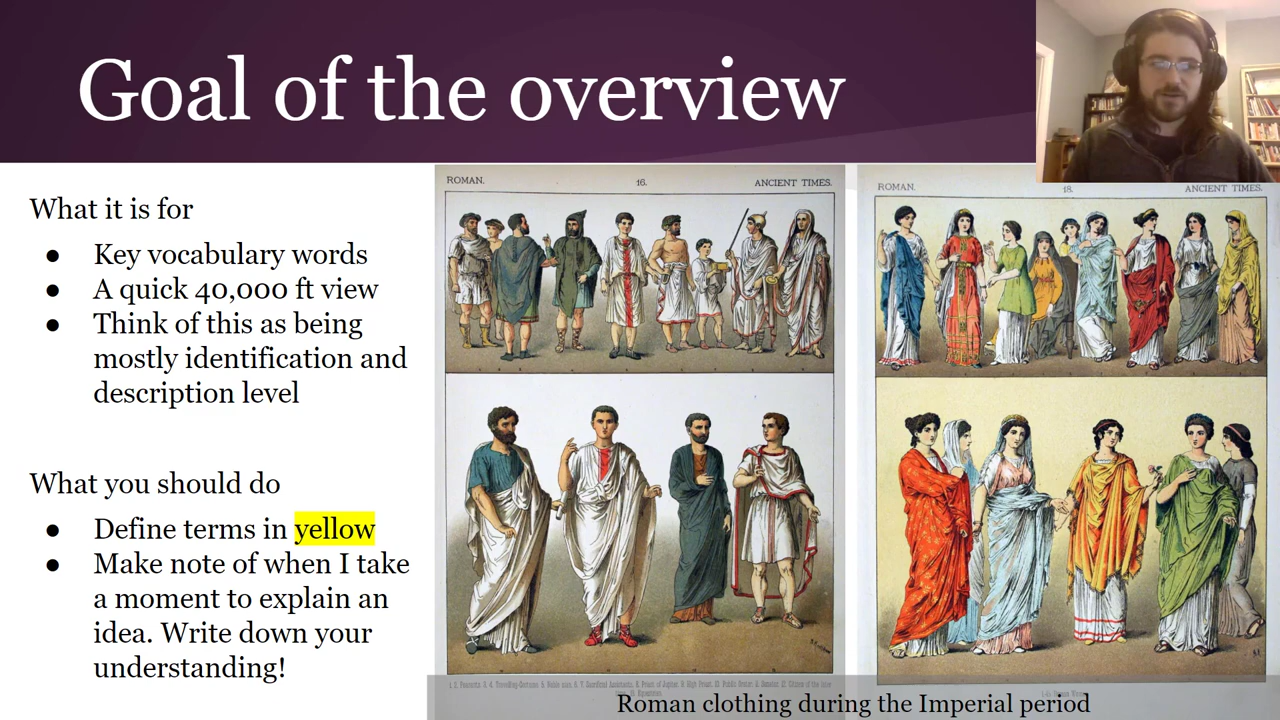 Goal of the overview
What it is for
● Key vocabulary words
● A quick 40,000 ft view
● Think of this as being
mostly identification and
description level
What you should do
● Define terms in yellow
● Make note of when I take
a moment to explain an
idea. Write down your
understanding!
ROMAN. 16. ANCIENT TIMES.
ROMAN. 18. ANCIENT TIMES.
Roman clothing during the Imperial period